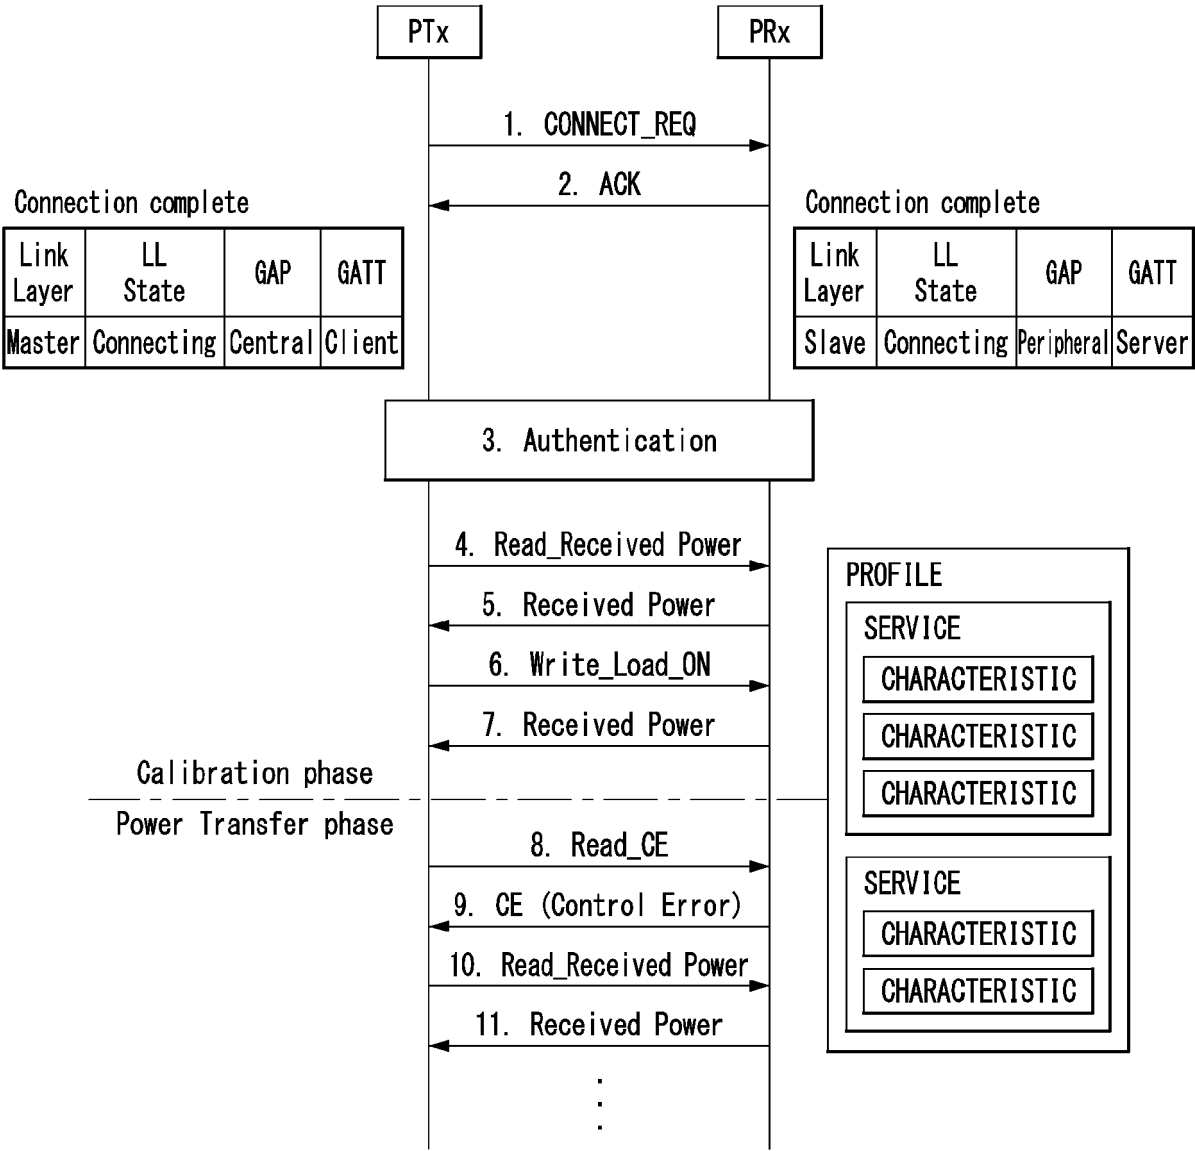 PTx
PRx
1. CONNECT_REQ
2. ACK
Connection complete
Link Layer
LL State
GAP
GATT
Master
Connecting
Central
Client
Connection complete
Link Layer
LL State
GAP
GATT
Slave
Connecting
Peripheral
Server
3. Authentication
4. Read_Received Power
5. Received Power
6. Write_Load_ON
7. Received Power
Calibration phase
Power Transfer phase
8. Read_CE
9. CE (Control Error)
10. Read_Received Power
11. Received Power
PROFILE
SERVICE
CHARACTERISTIC
CHARACTERISTIC
CHARACTERISTIC
SERVICE
CHARACTERISTIC
CHARACTERISTIC